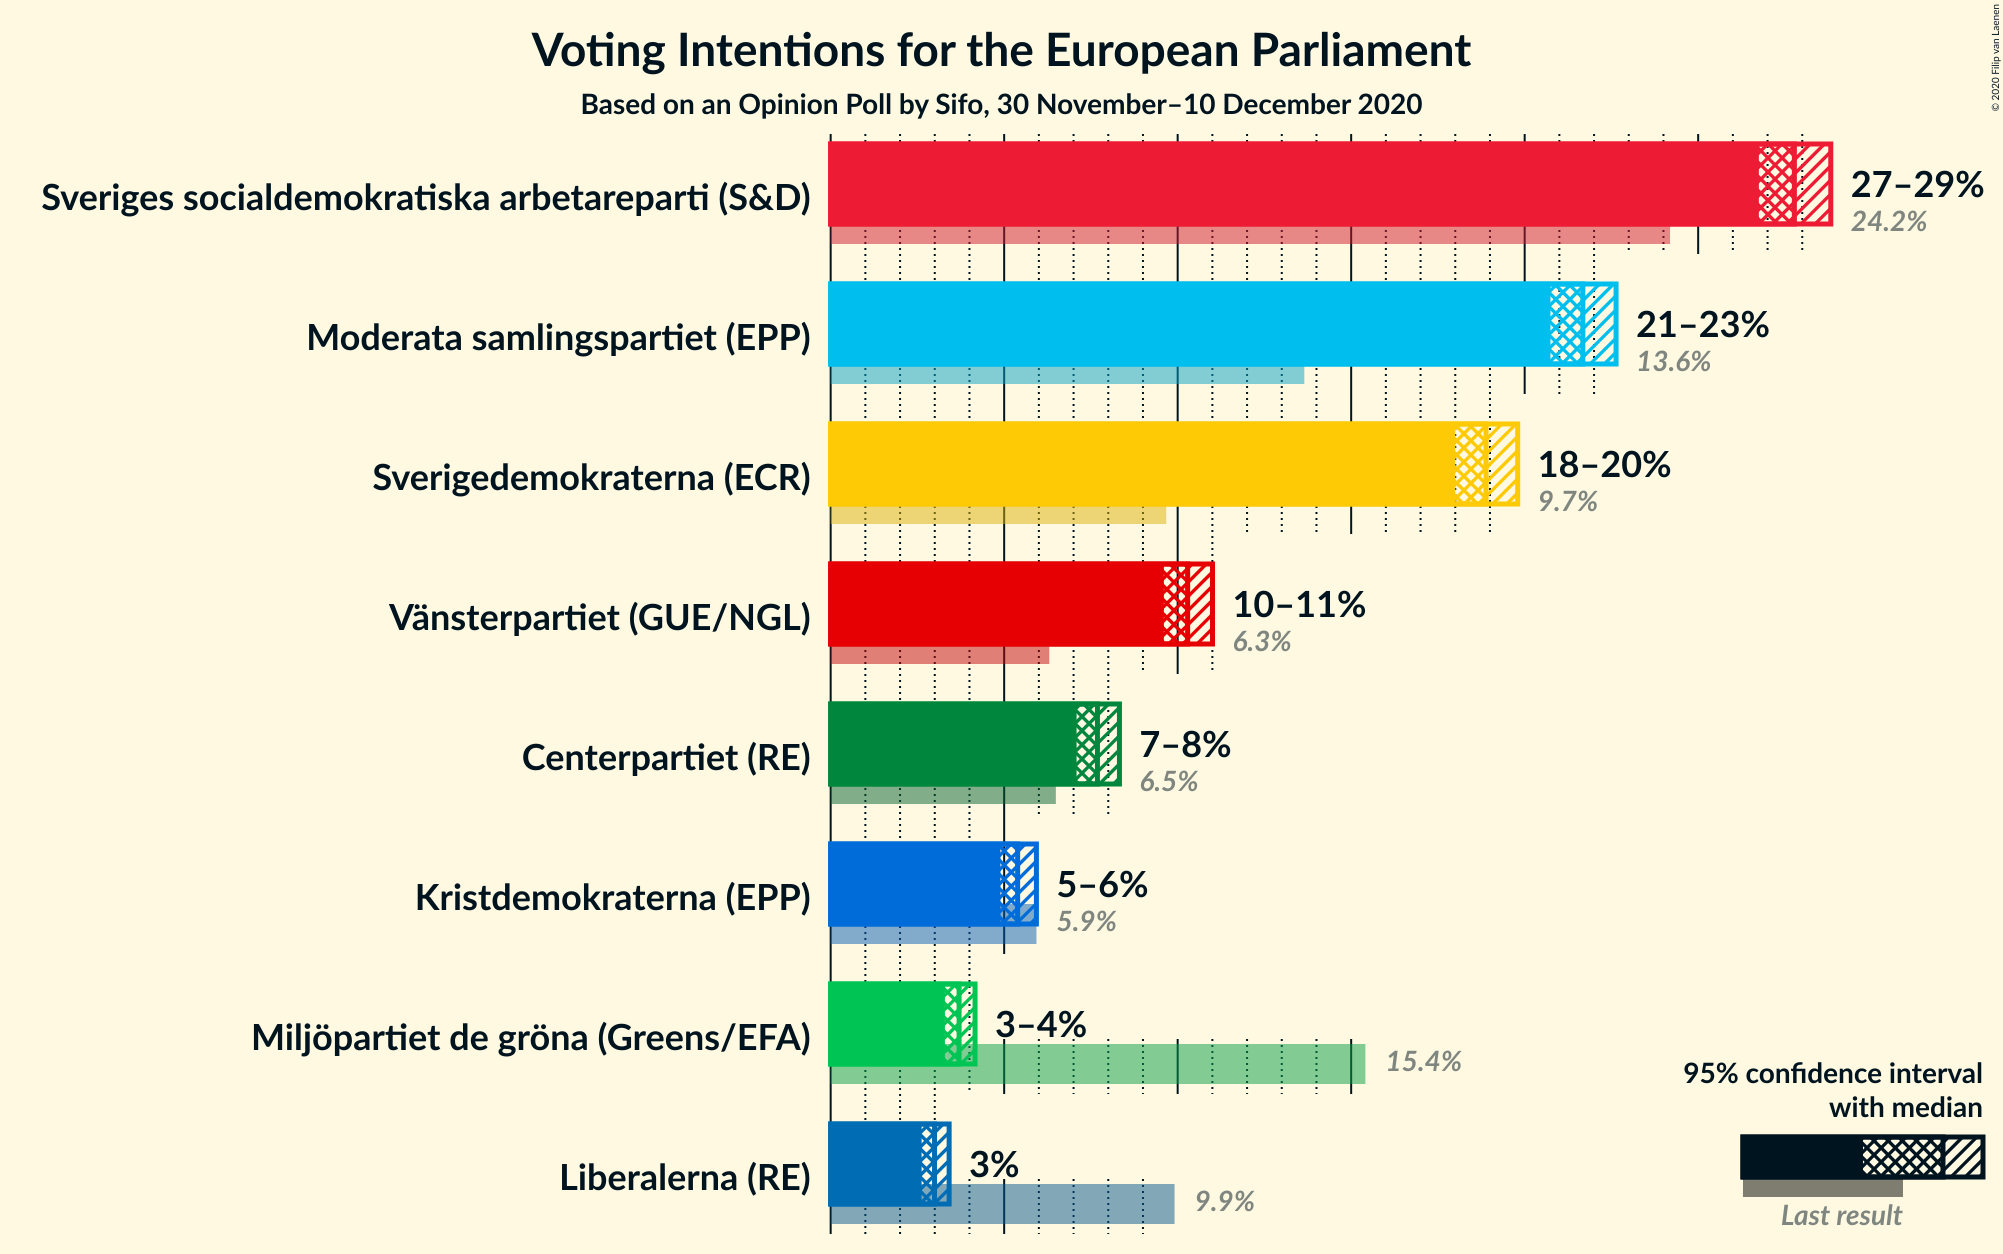 Voting Intentions for the European Parliament
Based on an Opinion Poll by Sifo, 30 November–10 December 2020
© 2020 Filip van Laenen
Sveriges socialdemokratiska arbetareparti (S&D)
27–29%
24.2%
Moderata samlingspartiet (EPP)
21–23%
13.6%
Sverigedemokraterna (ECR)
18–20%
9.7%
Vänsterpartiet (GUE/NGL)
10–11%
6.3%
Centerpartiet (RE)
7–8%
6.5%
Kristdemokraterna (EPP)
5–6%
5.9%
Miljöpartiet de gröna (Greens/EFA)
3–4%
15.4%
Liberalerna (RE)
3%
9.9%
95% confidence interval
with median
Last result